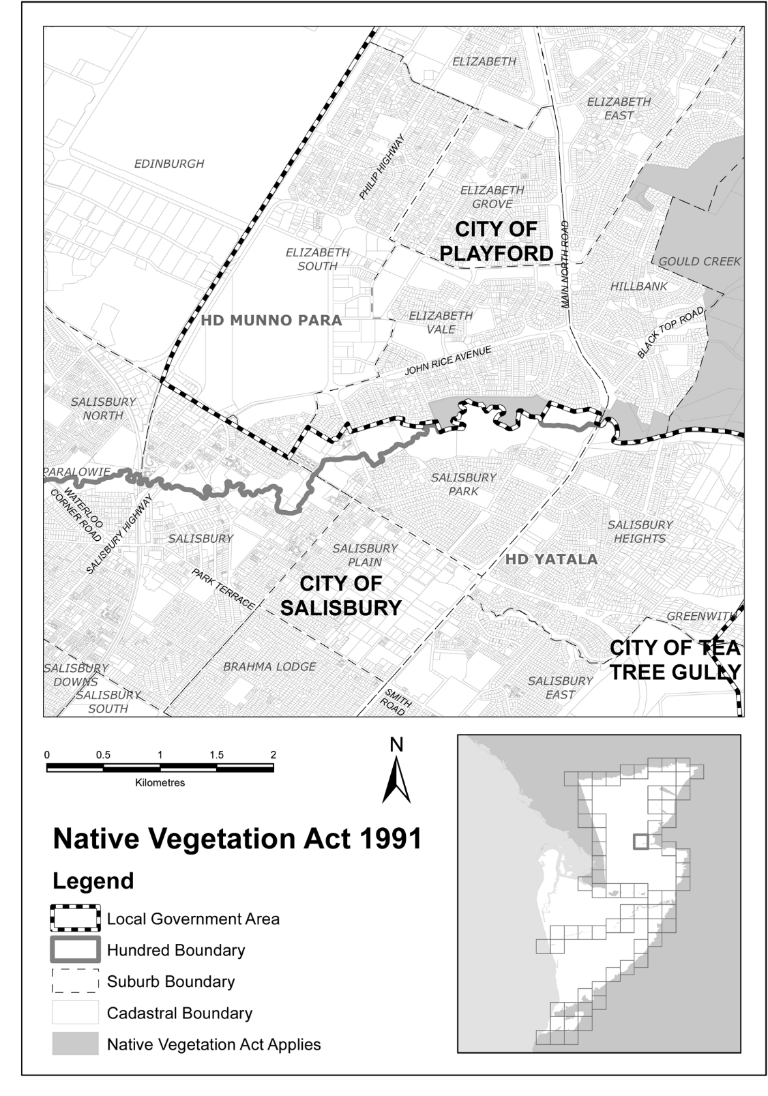 ELIZABETH
ELIZABETH
EAST
EDINBURGH
PHILIP HIGHWAY
ELIZABETH
GROVE
CITY OF
PLAYFORD
MAIN NORTH ROAD
ELIZABETH
SOUTH
GOULD CREEK
HILLBANK
HD MUNNO PARA
ELIZABETH
VALE
BLACK TOP ROAD
JOHN RICE AVENUE
SALISBURY
NORTH
PARALOWIE
WATERLOO
CORNER ROAD
SALISBURY HIGHWAY
SALISBURY
PARK
SALISBURY
HEIGHTS
SALISBURY
SALISBURY
PLAIN
HD YATALA
PARK TERRACE
CITY OF
SALISBURY
GREENWITH
CITY OF TEA
TREE GULLY
SALISBURY
DOWNS
SALISBURY
SOUTH
BRAHMA LODGE
SMITH
ROAD
SALISBURY
EAST
0 0.5 1 1.5 2
Kilometres
N
Native Vegetation Act 1991
Legend
Local Government Area
Hundred Boundary
Suburb Boundary
Cadastral Boundary
Native Vegetation Act Applies